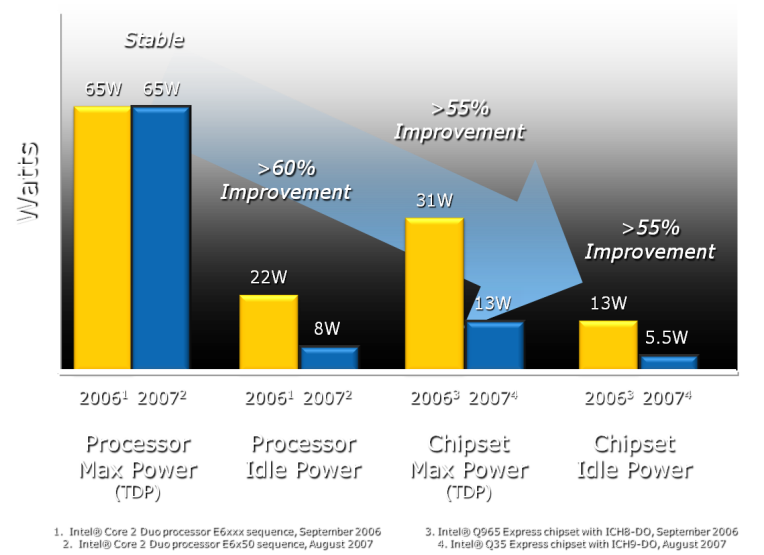 Stable
65W 65W
>55%
Improvement
>60%
Improvement
31W
>55%
Improvement
22W
13W
13W
8W
5.5W
Watts
2006¹ 2007² 2006¹ 2007² 2006³ 2007⁴ 2006³ 2007⁴
Processor
Max Power
(TDP)
Processor
Idle Power
Chipset
Max Power
(TDP)
Chipset
Idle Power
1. Intel® Core 2 Duo processor E6xxx sequence, September 2006
2. Intel® Core 2 Duo processor E6x50 sequence, August 2007
3. Intel® Q965 Express chipset with ICH8-DO, September 2006
4. Intel® Q35 Express chipset with ICH9-DO, August 2007